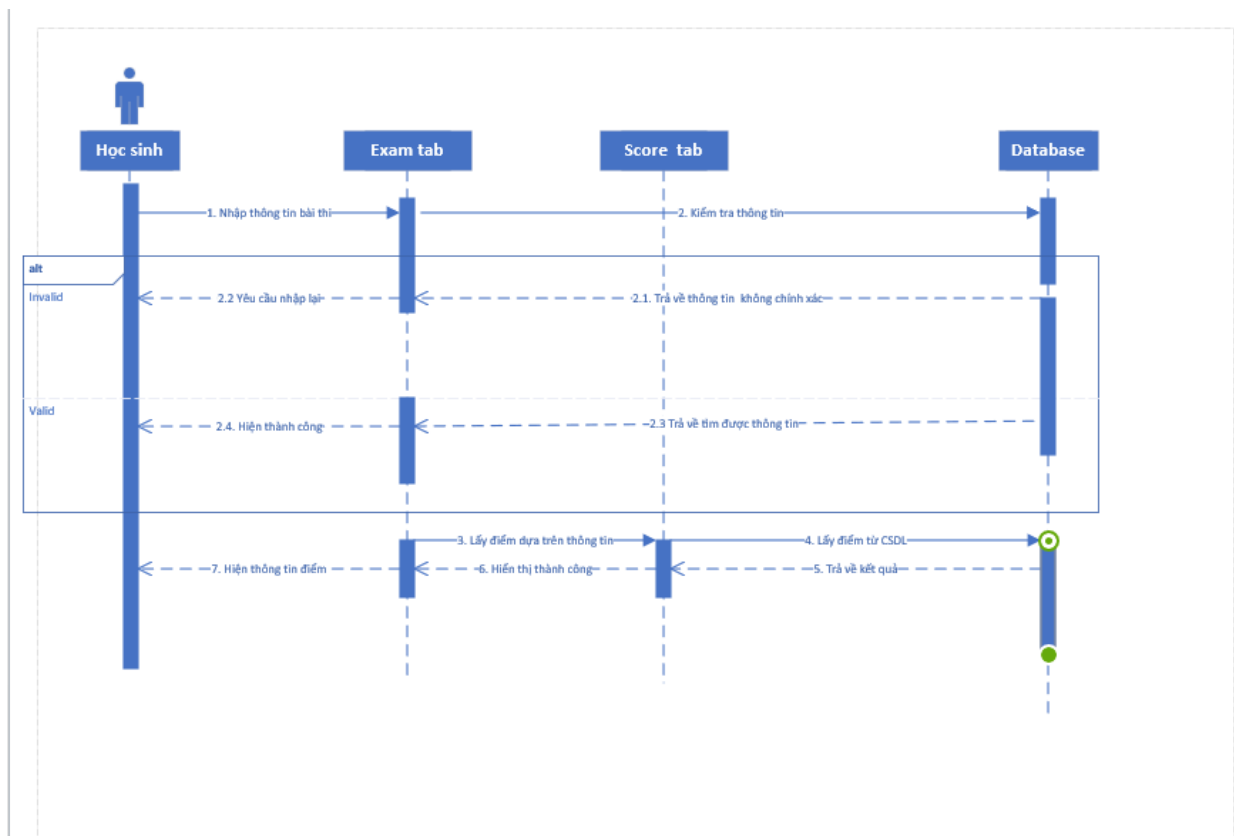 Học sinh
Exam tab
Score tab
Database
1. Nhập thông tin bài thi
2. Kiểm tra thông tin
alt
Invalid
2.2 Yêu cầu nhập lại
2.1. Trả về thông tin không chính xác
Valid
2.4. Hiện thành công
2.3 Trả về tìm được thông tin
3. Lấy điểm dựa trên thông tin
4. Lấy điểm từ CSDL
7. Hiện thông tin điểm
6. Hiển thị thành công
5. Trả về kết quả